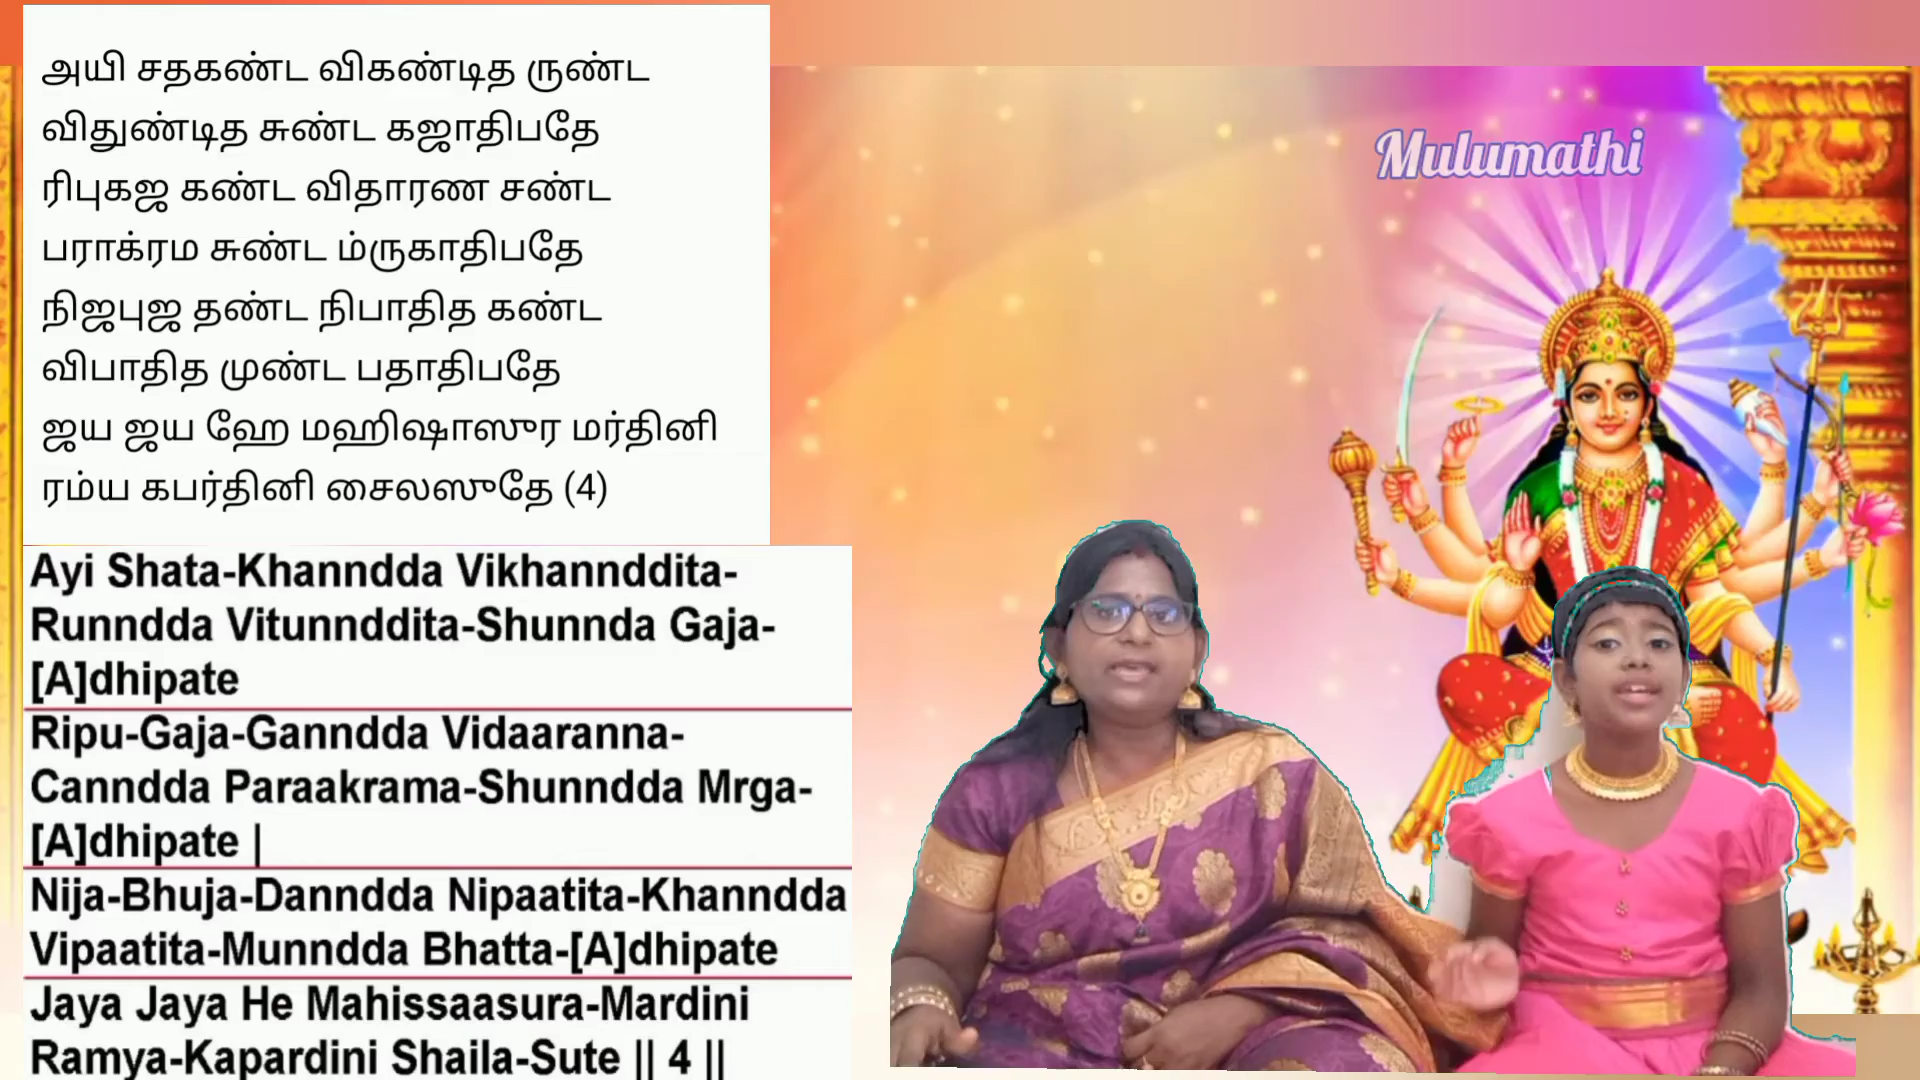 அயி சதகண்ட விகண்டித ருண்ட
விதுண்டித சுண்ட கஜாதிபதே
ரிபுகஜ கண்ட விதாரண சண்ட
பராக்ரம சுண்ட ம்ருகாதிபதே
நிஜபுஜ தண்ட நிபாதித கண்ட
விபாதித முண்ட பதாதிபதே
ஜய ஜய ஹே மஹிஷாஸுர மர்தினி
ரம்ய கபர்தினி சைலஸுதே (4)
Ayi Shata-Khanndda Vikhannddita-
Runndda Vitunnddita-Shunnda Gaja-
[A]dhipate
Ripu-Gaja-Ganndda Vidaaranna-
Canndda Paraakrama-Shunndda Mrga-
[A]dhipate |
Nija-Bhuja-Danndda Nipaatita-Khanndda
Vipaatita-Munndda Bhatta-[A]dhipate
Jaya Jaya He Mahissaasura-Mardini
Ramya-Kapardini Shaila-Sute || 4 ||
Mulumathi